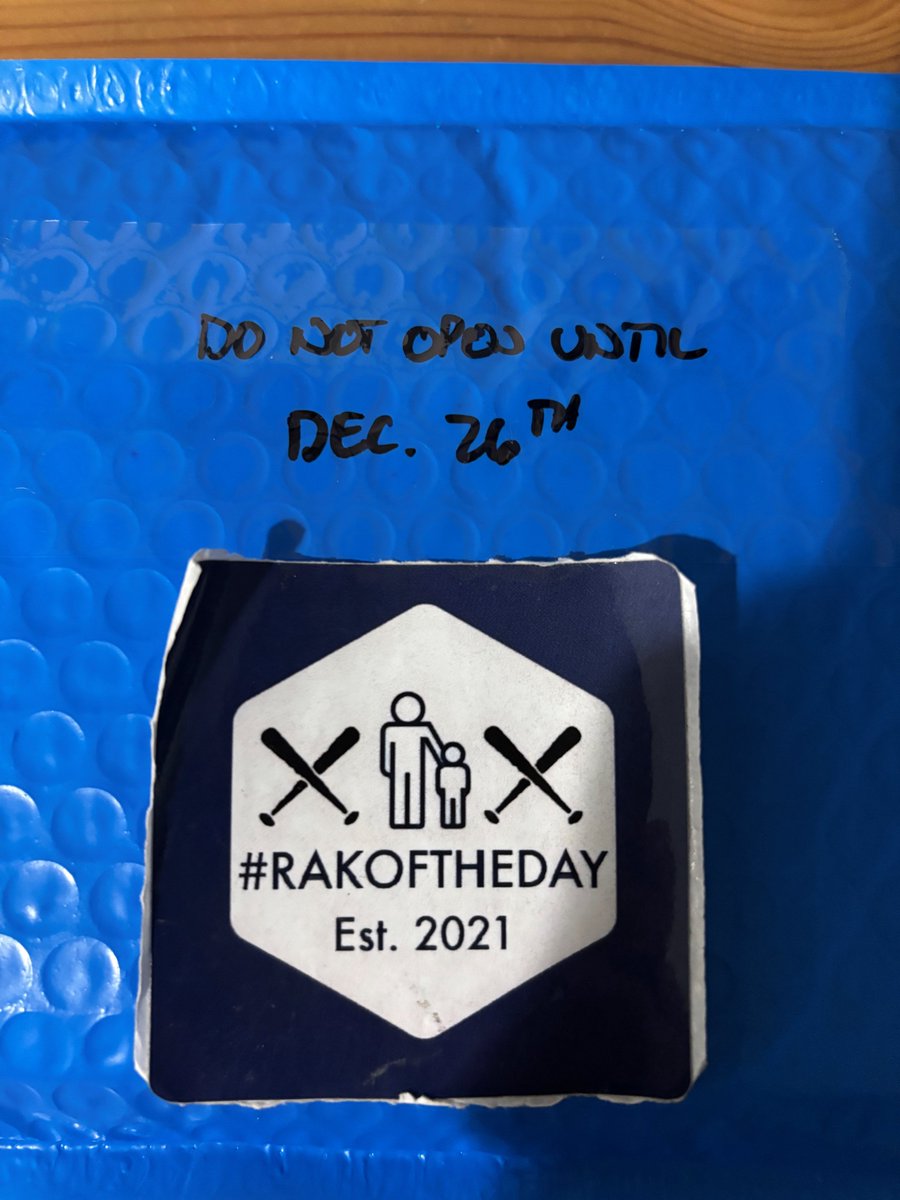 DO NOT OPEN UNTIL
DEC. 26TH
#RAKOFTHEDAY
Est. 2021